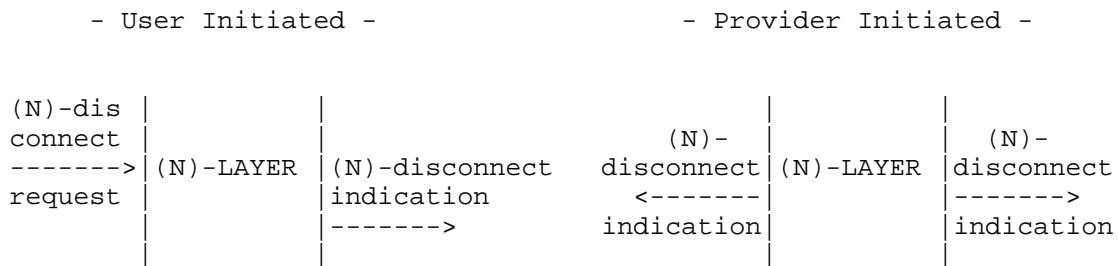 - User Initiated -                    - Provider Initiated -
(N)-dis |           |                             |           |
connect |           |                       (N)-  |           |  (N)-
------->|(N)-LAYER  |(N)-disconnect   disconnect|(N)-LAYER  |disconnect
request |           |indication         <-------|           |------->
        |           |------->         indication|           |indication
        |           |                           |           |